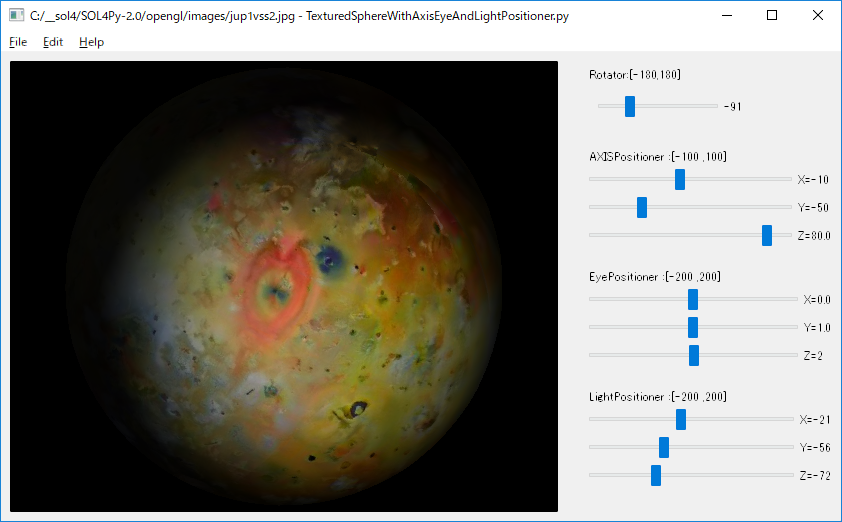 C:/__sol4/SOL4Py-2.0/opengl/images/jup1vss2.jpg - TexturedSphereWithAxisEyeAndLightPositioner.py
File Edit Help
Rotator:[-180,180]
-91
AXISPositioner :[-100 ,100]
X=-10
Y=-50
Z=80.0
EyePositioner :[-200 ,200]
X=0.0
Y=1.0
Z=2
LightPositioner :[-200 ,200]
X=-21
Y=-56
Z=-72